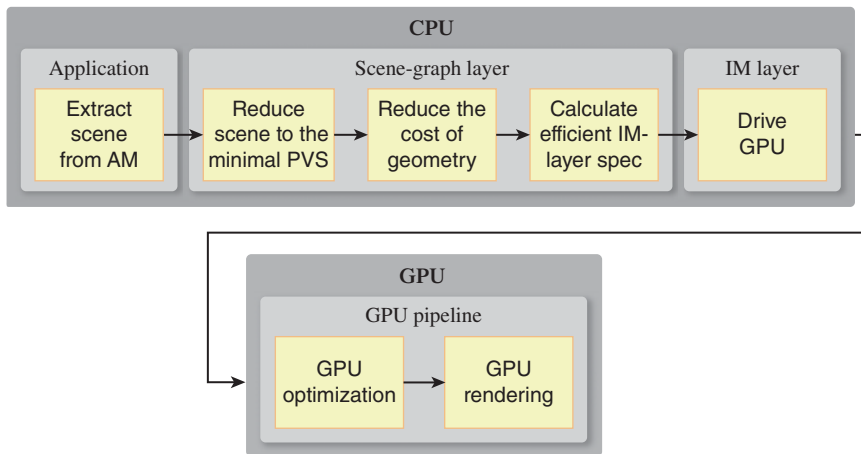 CPU
Application
Scene-graph layer
IM layer
Extract
scene
from AM
Reduce
scene to the
minimal PVS
Reduce the
cost of
geometry
Calculate
efficient IM-
layer spec
Drive
GPU
GPU
GPU pipeline
GPU
optimization
GPU
rendering